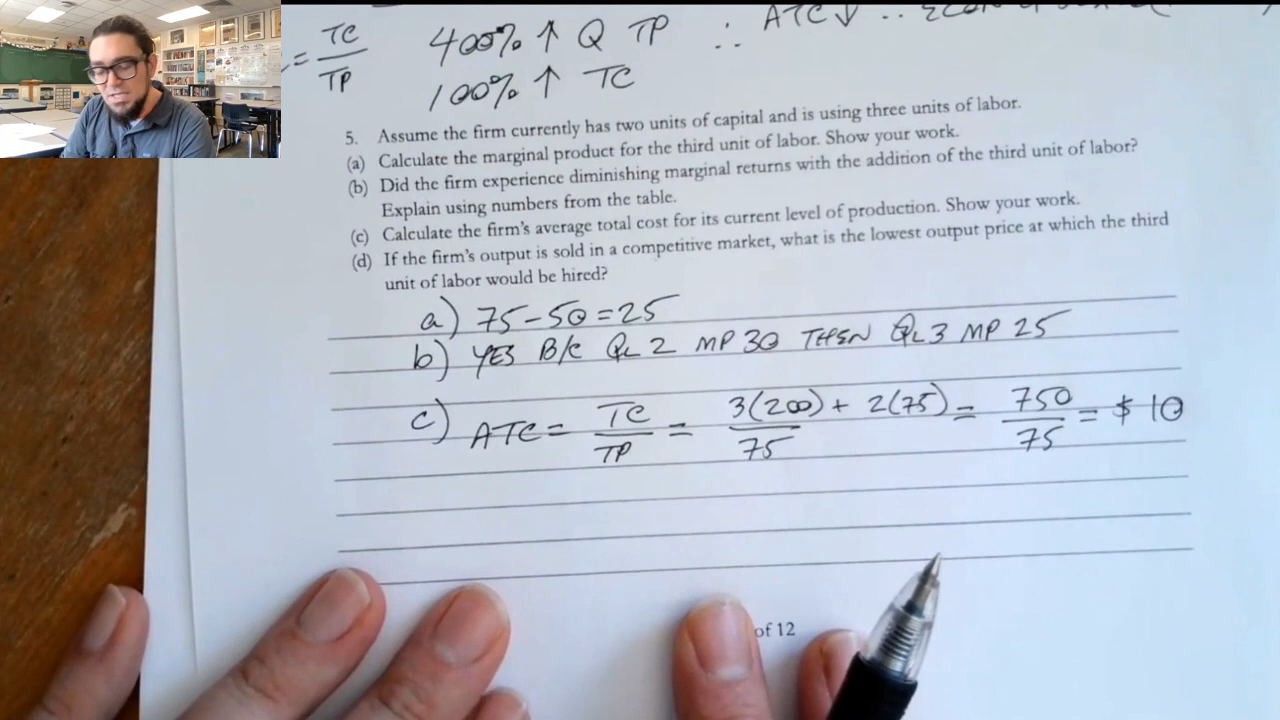 = TC 400% ↑ Q TP ∴ ATC ↓ ∴
TP 100% ↑ TC
5. Assume the firm currently has two units of capital and is using three units of labor.
(a) Calculate the marginal product for the third unit of labor. Show your work.
(b) Did the firm experience diminishing marginal returns with the addition of the third unit of labor?
Explain using numbers from the table.
(c) Calculate the firm's average total cost for its current level of production. Show your work.
(d) If the firm's output is sold in a competitive market, what is the lowest output price at which the third
unit of labor would be hired?
a) 75-50=25
b) YES B/C QL 2 MP 30 THEN QL 3 MP 25
c) ATC = TC/TP = 3(200) + 2(75)/75 = 750/75 = $10
of 12